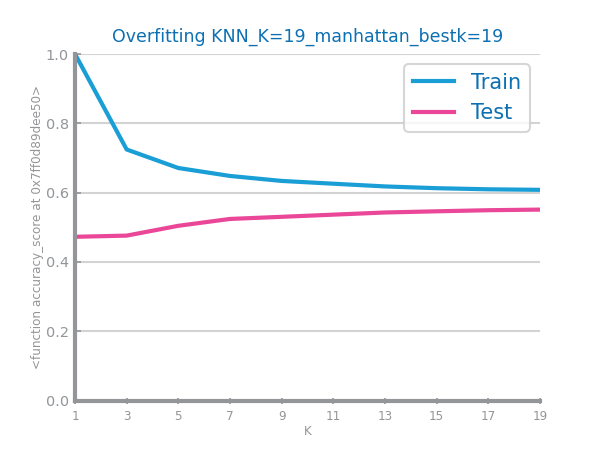 Overfitting KNN_K=19_manhattan_bestk=19
<function accuracy_score at 0x7ff0d89dee50>
1.0
0.8
0.6
0.4
0.2
0.0
Train
Test
1 3 5 7 9 11 13 15 17 19
K